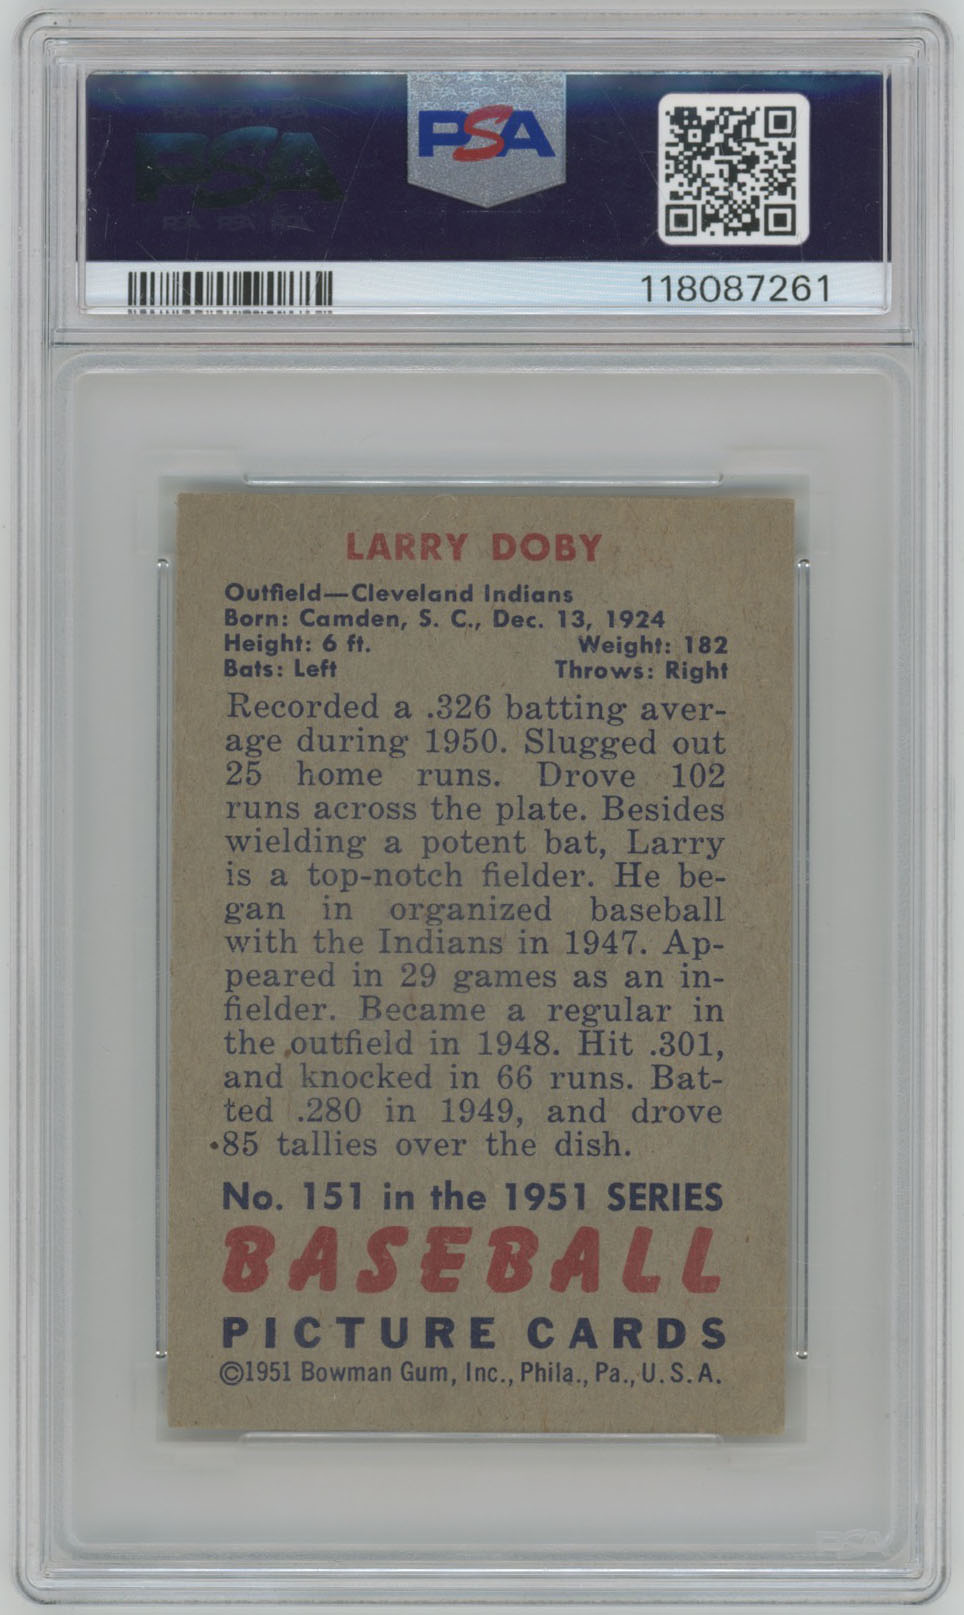 PSA
PSA
118087261
LARRY DOBY
Outfield—Cleveland Indians
Born: Camden, S. C., Dec. 13, 1924
Height: 6 ft. Weight: 182
Bats: Left Throws: Right
Recorded a .326 batting aver-
age during 1950. Slugged out
25 home runs. Drove 102
runs across the plate. Besides
wielding a potent bat, Larry
is a top-notch fielder. He be-
gan in organized baseball
with the Indians in 1947. Ap-
peared in 29 games as an in-
fielder. Became a regular in
the outfield in 1948. Hit .301,
and knocked in 66 runs. Bat-
ted .280 in 1949, and drove
85 tallies over the dish.
No. 151 in the 1951 SERIES
BASEBALL
PICTURE CARDS
©1951 Bowman Gum, Inc., Phila., Pa., U. S. A.
PSA